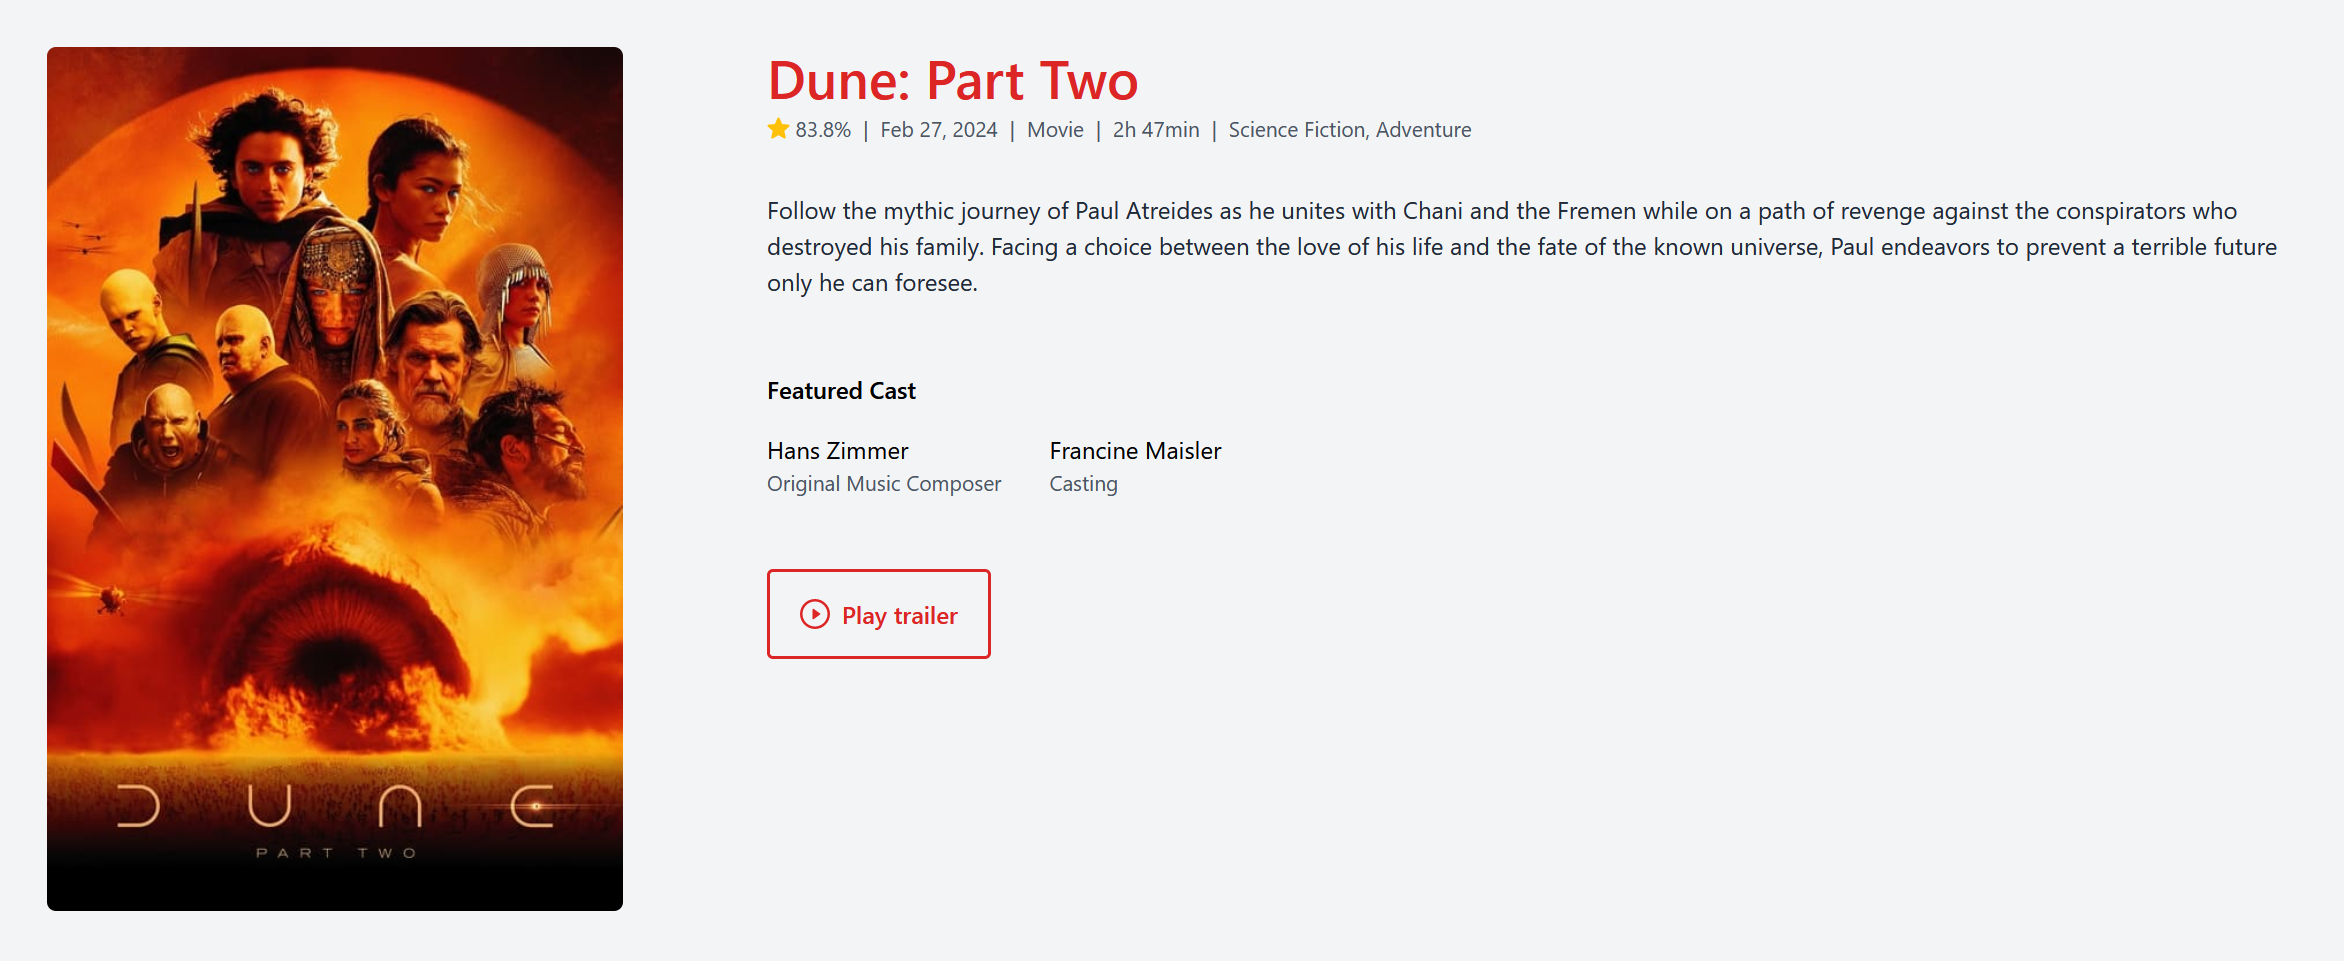 Dune: Part Two
83.8% | Feb 27, 2024 | Movie | 2h 47min | Science Fiction, Adventure
Follow the mythic journey of Paul Atreides as he unites with Chani and the Fremen while on a path of revenge against the conspirators who
destroyed his family. Facing a choice between the love of his life and the fate of the known universe, Paul endeavors to prevent a terrible future
only he can foresee.
Featured Cast
Hans Zimmer
Original Music Composer
Francine Maisler
Casting
Play trailer
DUNE
PART TWO